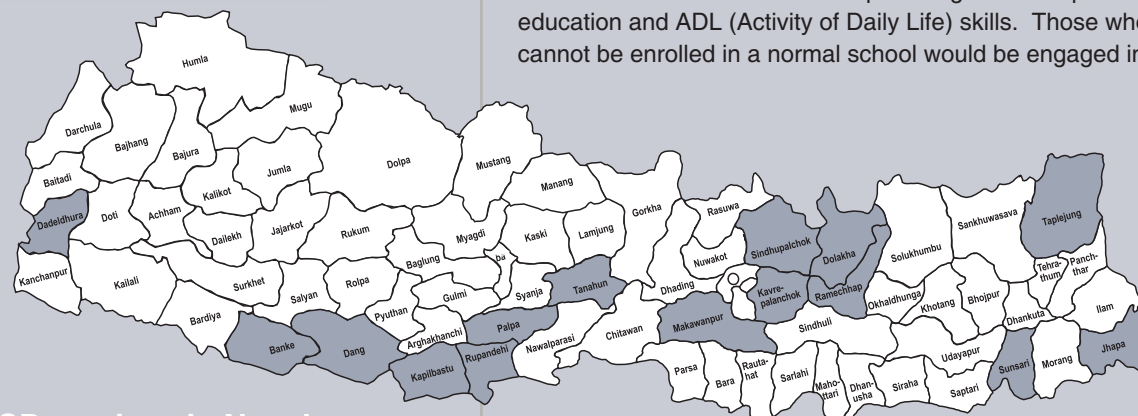 education and ADL (Activity of Daily Life) skills. Those who
cannot be enrolled in a normal school would be engaged in
Humla
Mugu
Darchula
Bajhang
Bajura
Jumla
Dolpa
Mustang
Baitadi
Kalikot
Manang
Dadeldhura
Doti
Achham
Dailekh
Jajarkot
Rukum
Myagdi
Kaski
Lamjung
Gorkha
Rasuwa
Sindhupalchok
Dolakha
Solukhumbu
Sankhuwasava
Taplejung
Kanchanpur
Kailali
Surkhet
Salyan
Rolpa
Baglung
Gulmi
Syanja
Tanahun
Dhading
Nuwakot
Kavre-
palanchok
Ramechhap
Okhaldhunga
Khotang
Bhojpur
Tehra-
thum
Panch-
thar
Dhankuta
Ilam
Bardiya
Pyuthan
Arghakhanchi
Palpa
Nawalparasi
Chitawan
Makawanpur
Sindhuli
Udayapur
Banke
Dang
Kapilbastu
Rupandehi
Parsa
Bara
Rauta-
hat
Sarlahi
Maho-
ttari
Dhan-
usha
Siraha
Saptari
Sunsari
Morang
Jhapa